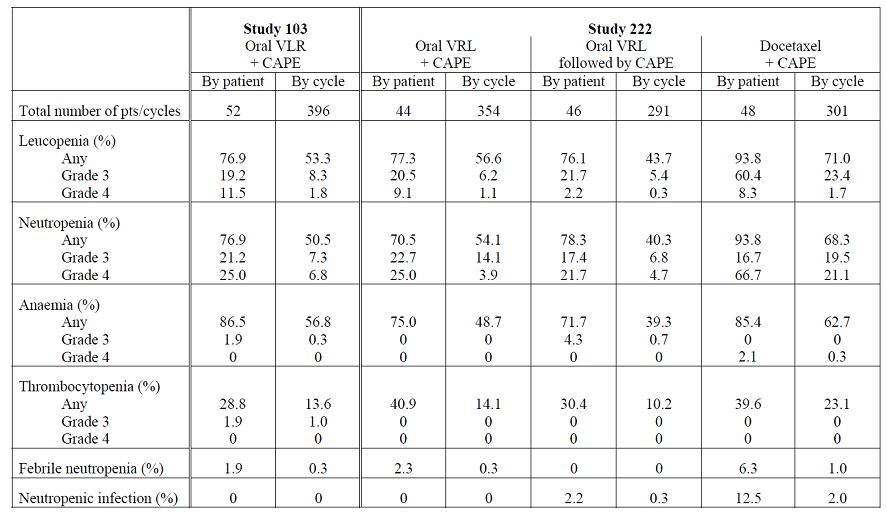 Study 103 Study 222
Oral VLR Oral VRL Oral VRL Docetaxel
+ CAPE + CAPE followed by CAPE + CAPE
By patient By cycle By patient By cycle By patient By cycle By patient By cycle
Total number of pts/cycles 52 396 44 354 46 291 48 301
Leucopenia (%)
Any 76.9 53.3 77.3 56.6 76.1 43.7 93.8 71.0
Grade 3 19.2 8.3 20.5 6.2 21.7 5.4 60.4 23.4
Grade 4 11.5 1.8 9.1 1.1 2.2 0.3 8.3 1.7
Neutropenia (%)
Any 76.9 50.5 70.5 54.1 78.3 40.3 93.8 68.3
Grade 3 21.2 7.3 22.7 14.1 17.4 6.8 16.7 19.5
Grade 4 25.0 6.8 25.0 3.9 21.7 4.7 66.7 21.1
Anaemia (%)
Any 86.5 56.8 75.0 48.7 71.7 39.3 85.4 62.7
Grade 3 1.9 0.3 0 0 4.3 0.7 0 0
Grade 4 0 0 0 0 0 0 2.1 0.3
Thrombocytopenia (%)
Any 28.8 13.6 40.9 14.1 30.4 10.2 39.6 23.1
Grade 3 1.9 1.0 0 0 0 0 0 0
Grade 4 0 0 0 0 0 0 0 0
Febrile neutropenia (%) 1.9 0.3 2.3 0.3 0 0 6.3 1.0
Neutropenic infection (%) 0 0 0 0 2.2 0.3 12.5 2.0